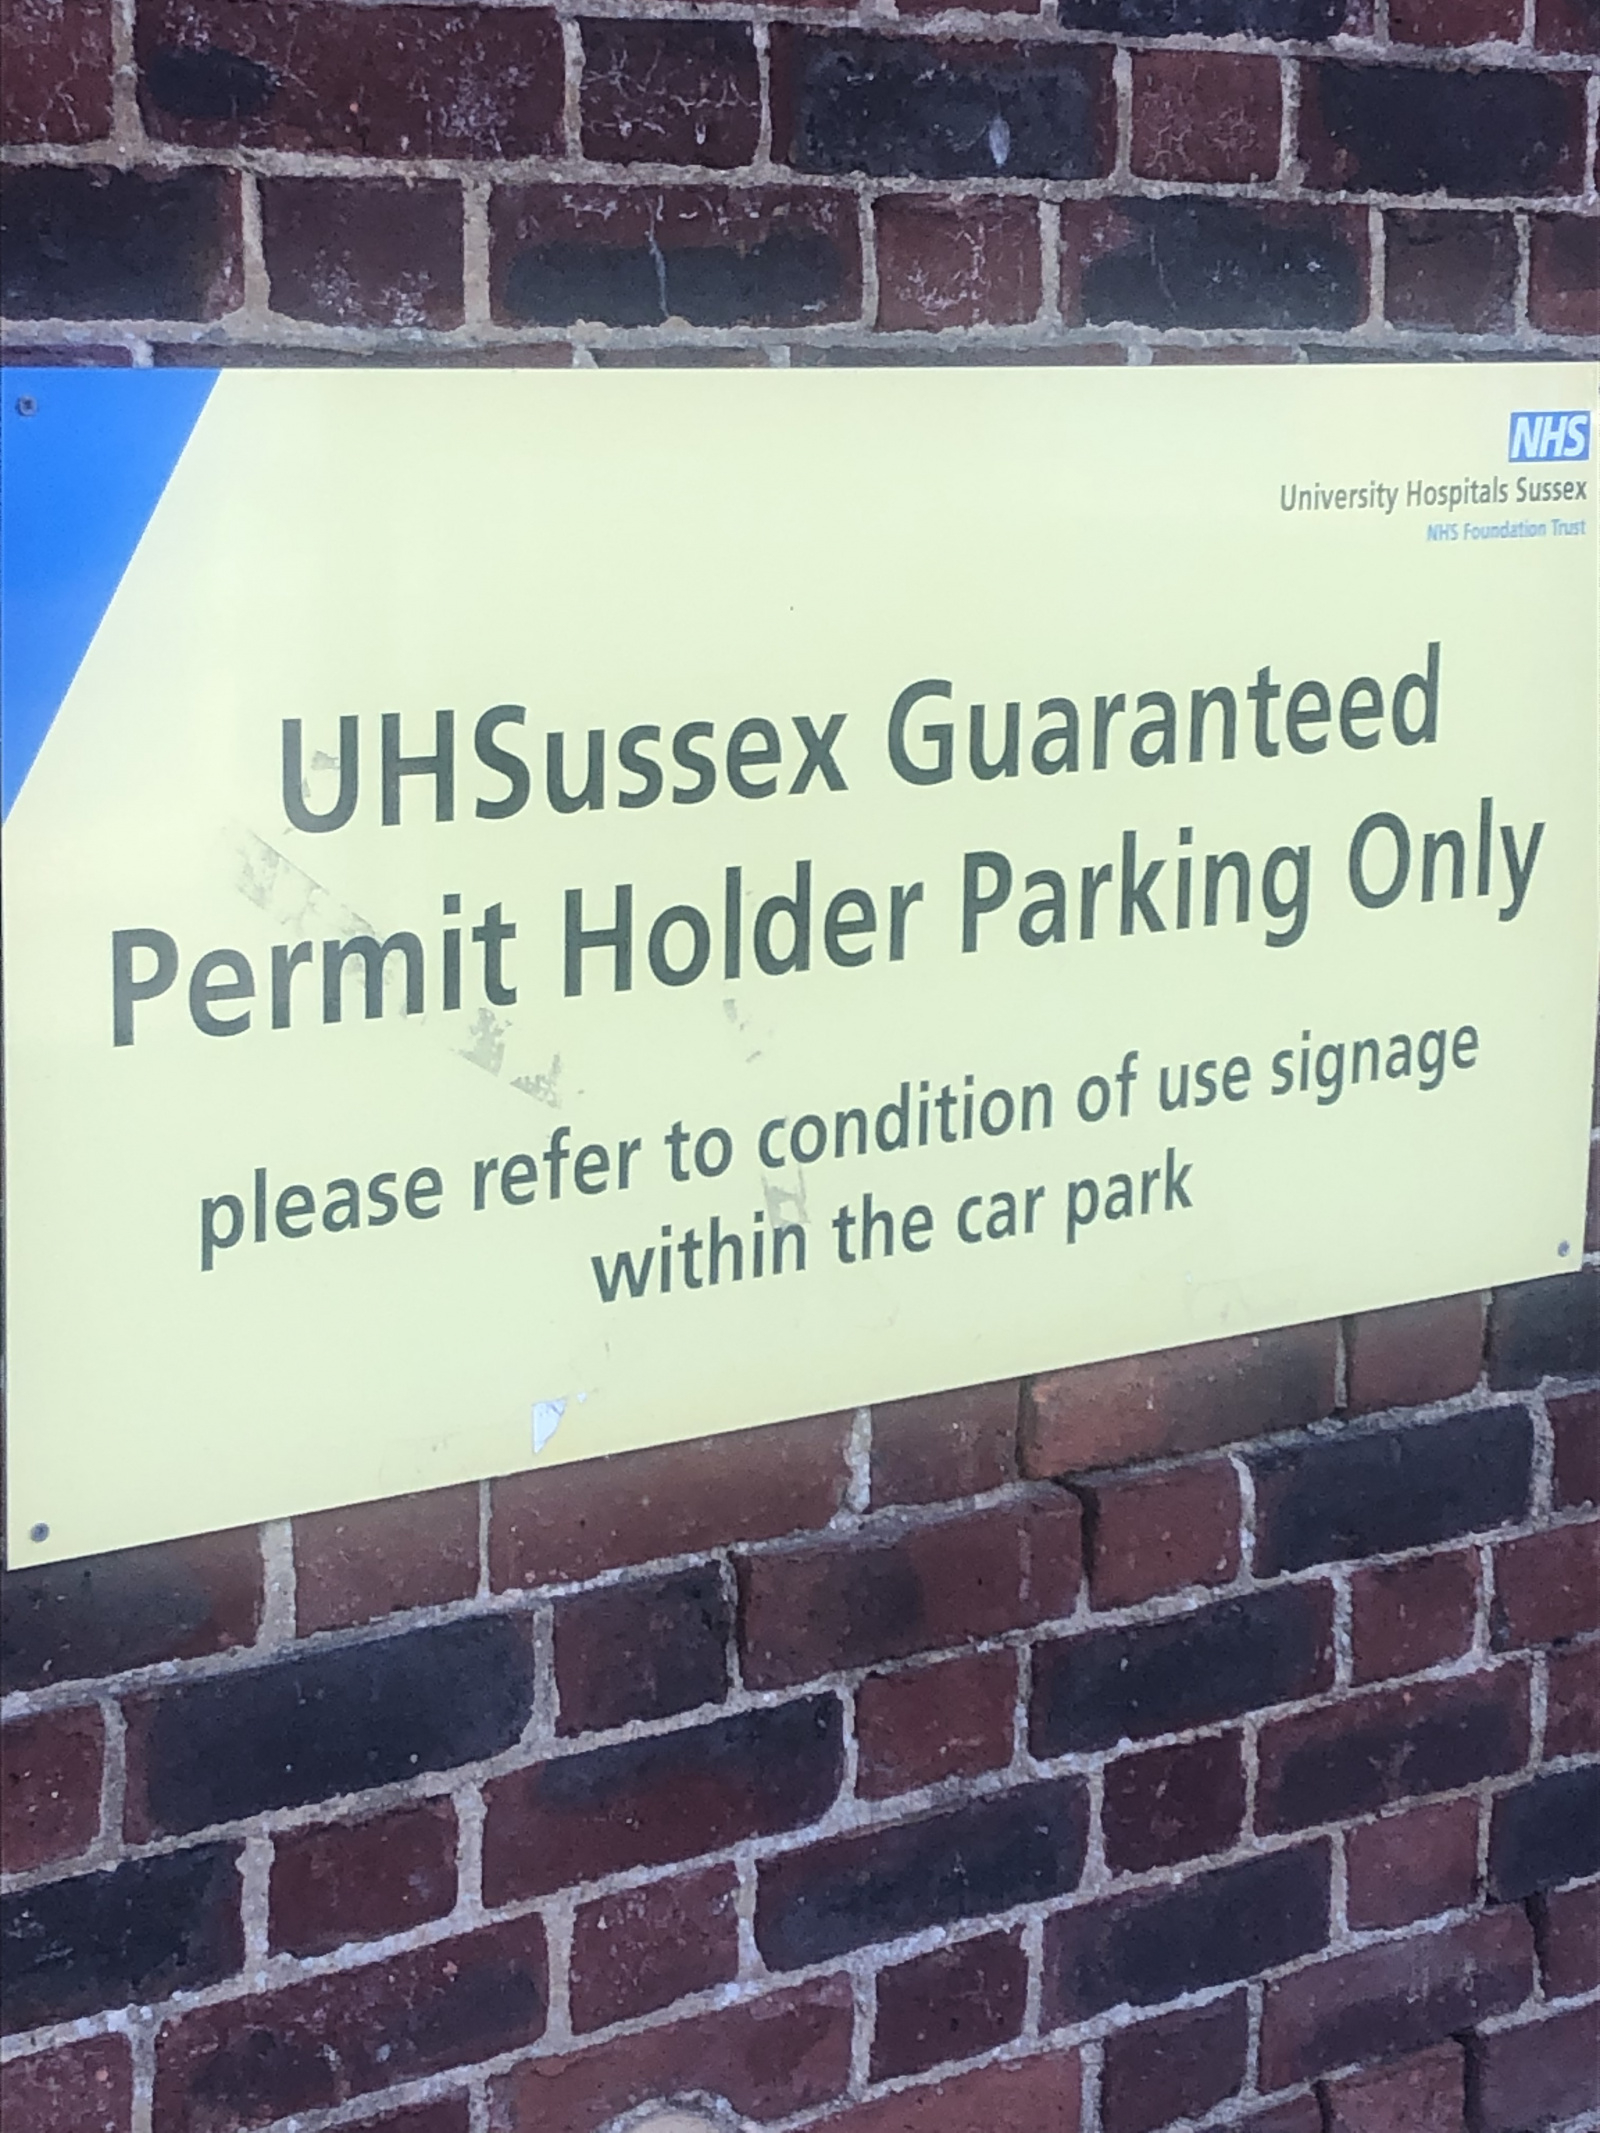 NHS
University Hospitals Sussex
NHS Foundation Trust
UHSussex Guaranteed
Permit Holder Parking Only
please refer to condition of use signage
within the car park